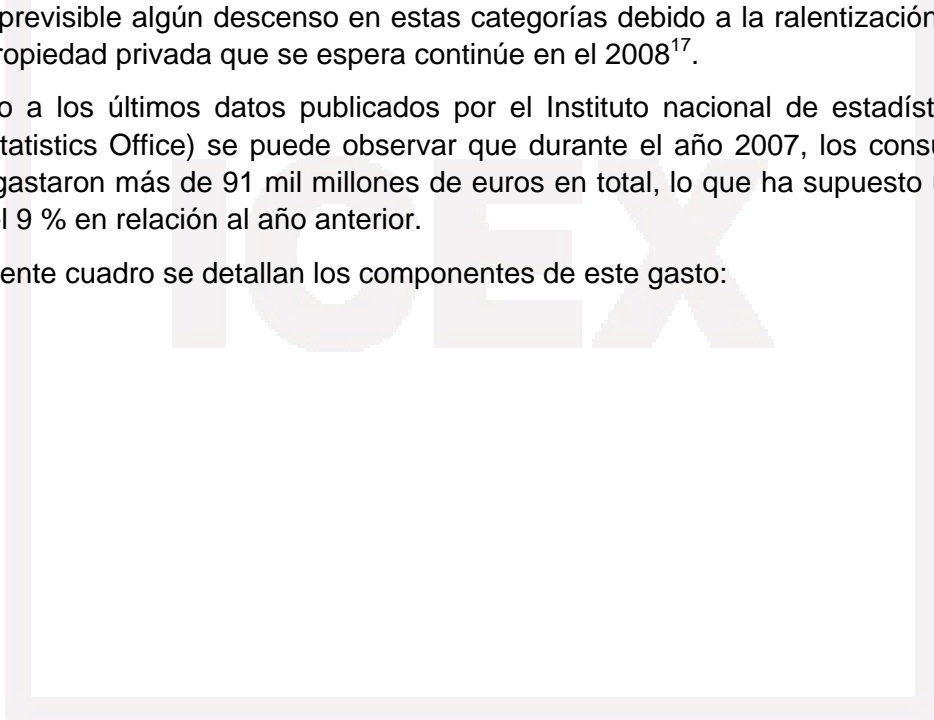 previsible algún descenso en estas categorías debido a la ralentización
ropiedad privada que se espera continúe en el 2008¹⁷.
o a los últimos datos publicados por el Instituto nacional de estadíst
tatistics Office) se puede observar que durante el año 2007, los consu
gastaron más de 91 mil millones de euros en total, lo que ha supuesto u
l 9 % en relación al año anterior.
ente cuadro se detallan los componentes de este gasto:
ICEX